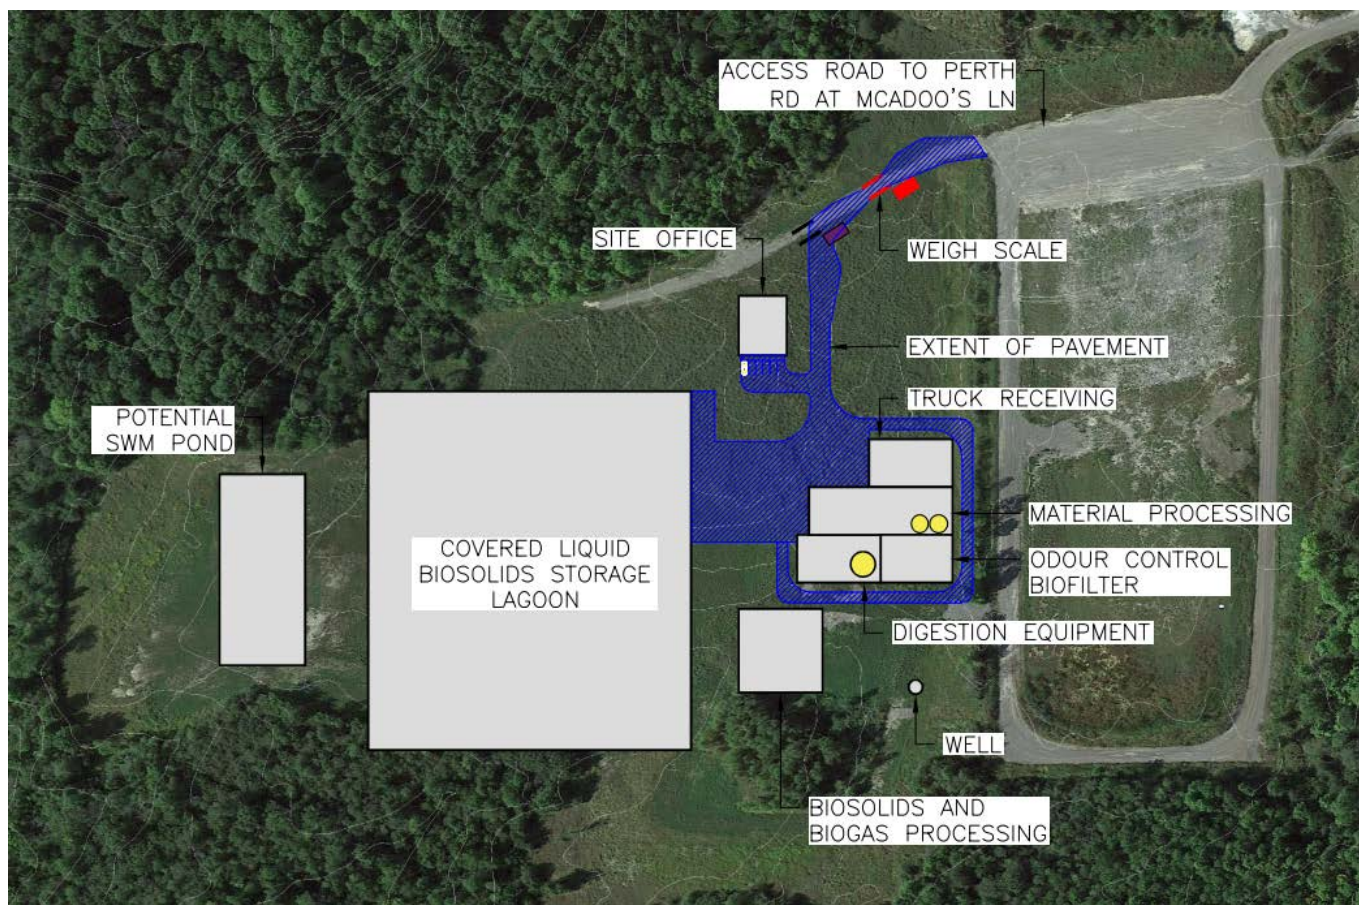 ACCESS ROAD TO PERTH
RD AT MCADOO'S LN
SITE OFFICE
WEIGH SCALE
EXTENT OF PAVEMENT
TRUCK RECEIVING
POTENTIAL
SWM POND
MATERIAL PROCESSING
COVERED LIQUID
BIOSOLIDS STORAGE
LAGOON
ODOUR CONTROL
BIOFILTER
DIGESTION EQUIPMENT
WELL
BIOSOLIDS AND
BIOGAS PROCESSING